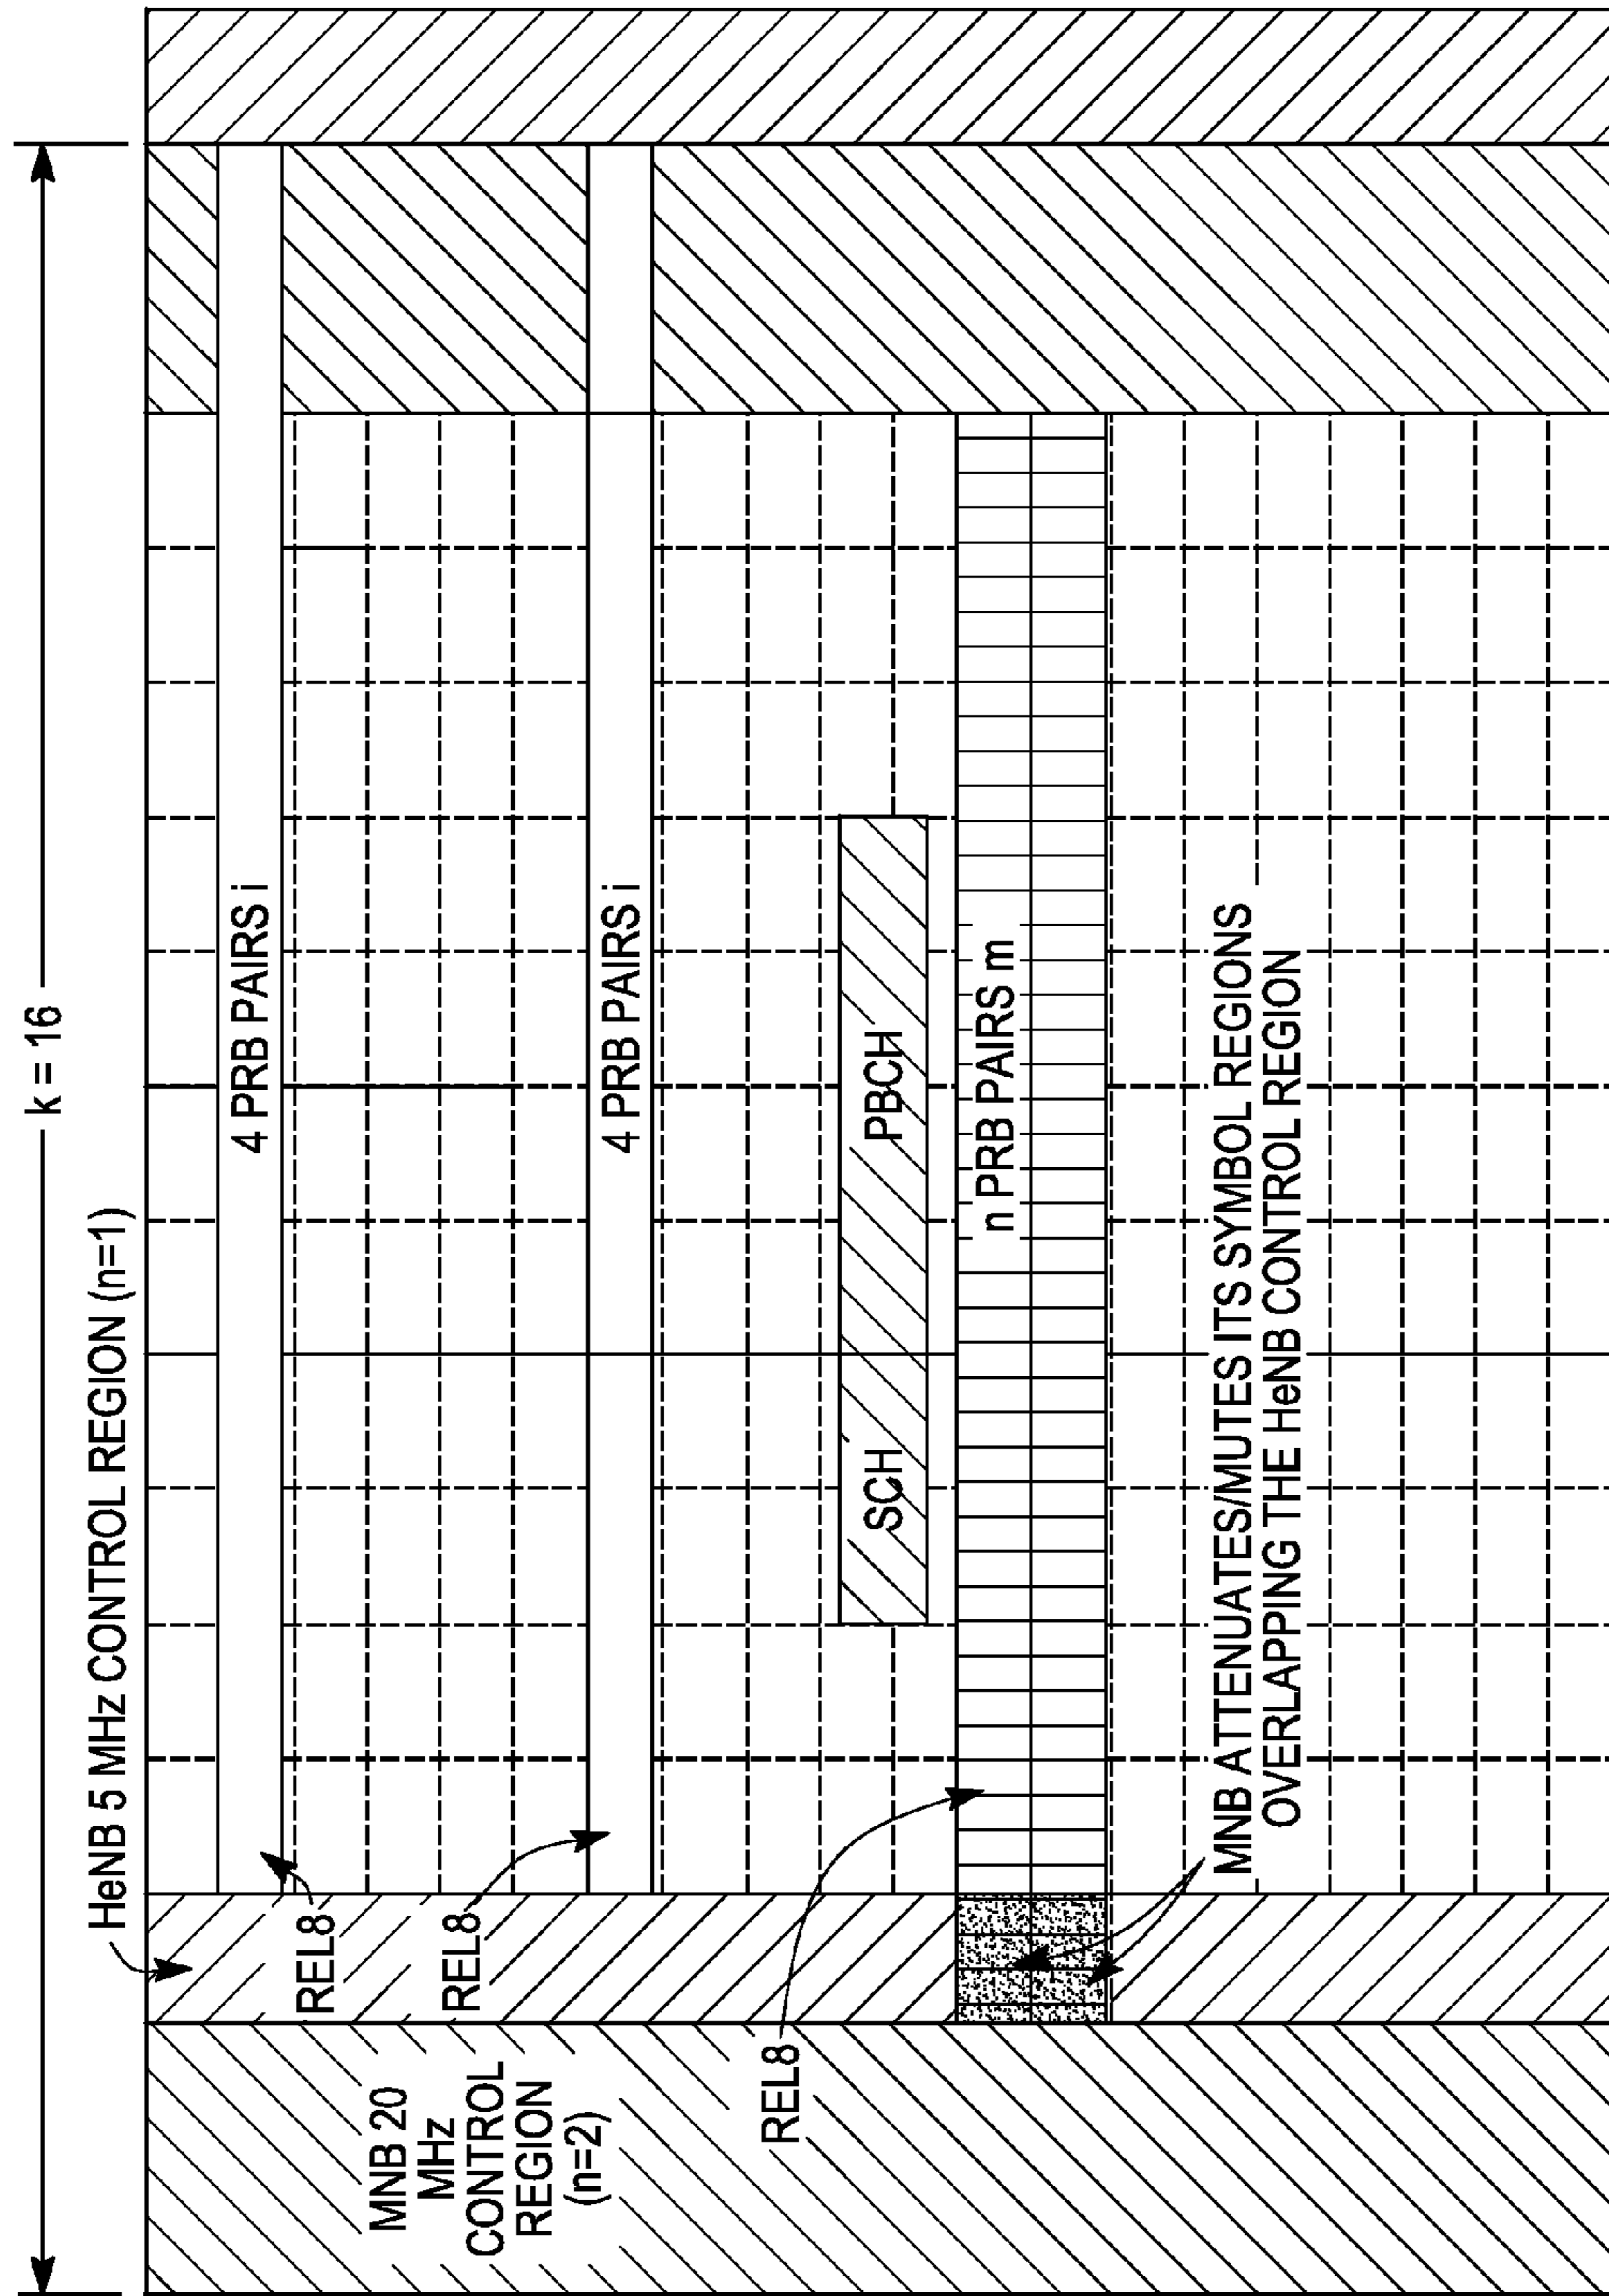 k = 16
HeNB 5 MHz CONTROL REGION (n=1)
4 PRB PAIRS i
REL8
MNB 20
MHz
CONTROL
REGION
(n=2)
REL8
4 PRB PAIRS i
REL8
SCH
PBCH
n PRB PAIRS m
MNB ATTENUATES/MUTES ITS SYMBOL REGIONS
OVERLAPPING THE HeNB CONTROL REGION